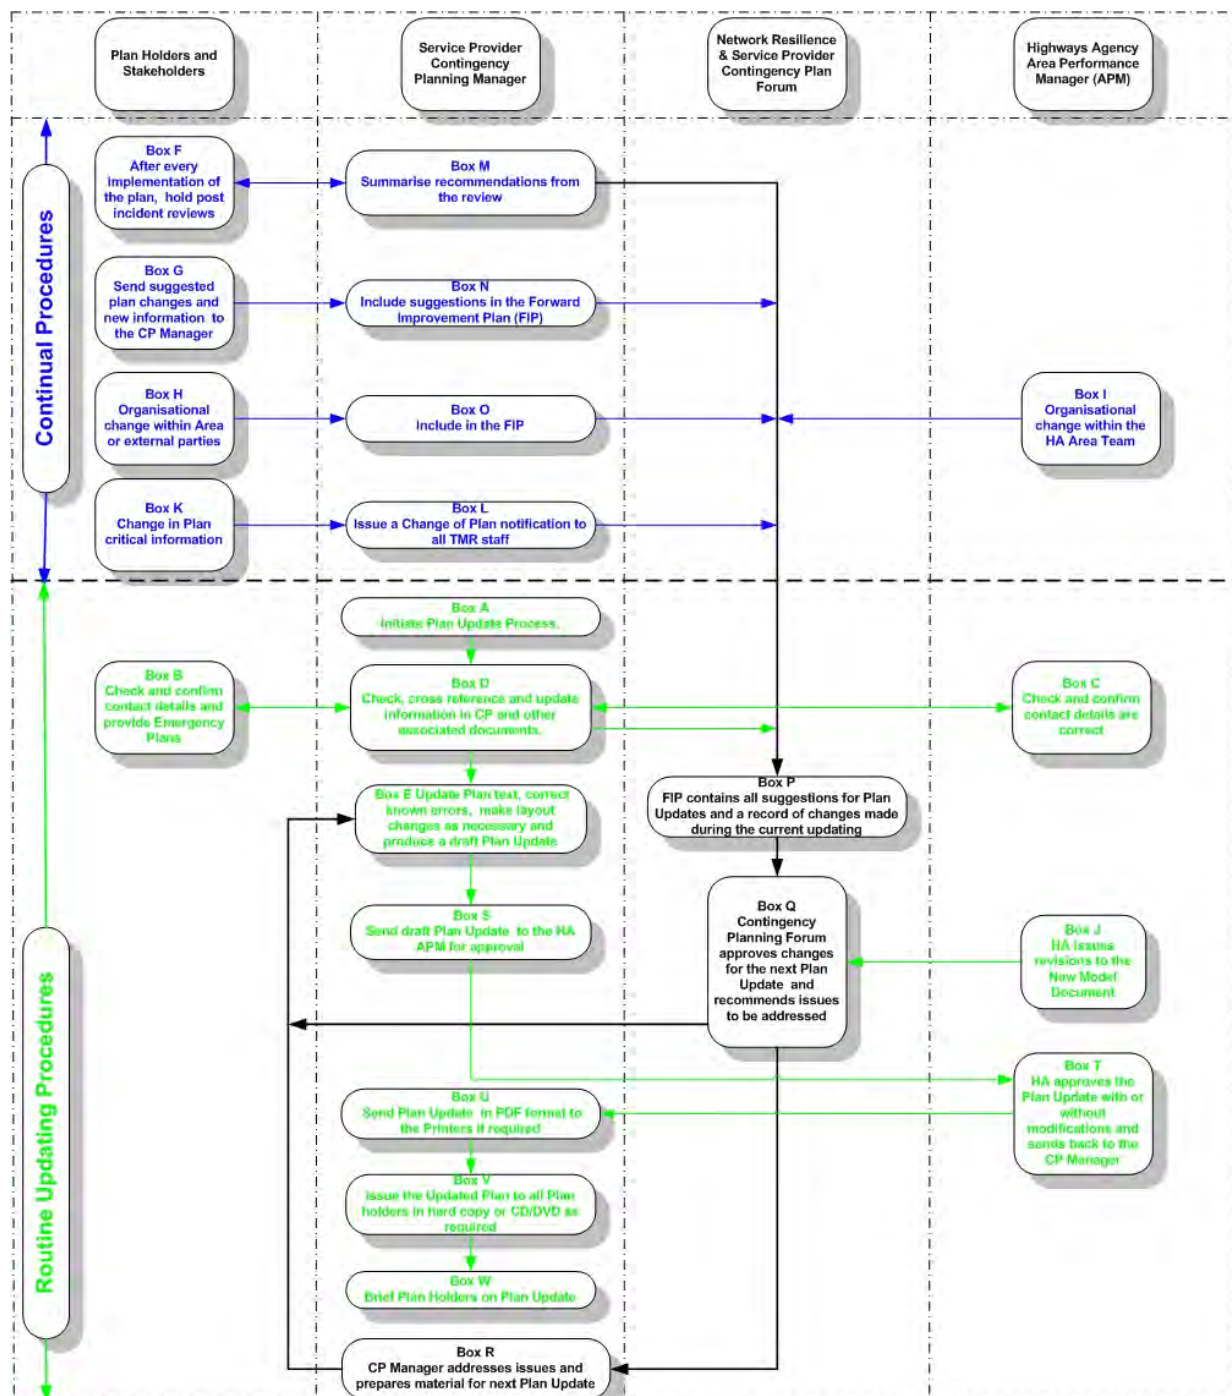 Plan Holders and
Stakeholders
Service Provider
Contingency
Planning Manager
Network Resilience
& Service Provider
Contingency Plan
Forum
Highways Agency
Area Performance
Manager (APM)
Continual Procedures
Box F
After every
implementation of
the plan, hold post
incident reviews
Box M
Summarise recommendations from
the review
Box G
Send suggested
plan changes and
new information to
the CP Manager
Box N
Include suggestions in the Forward
Improvement Plan (FIP)
Box H
Organisational
change within Area
or external parties
Box O
Include in the FIP
Box I
Organisational
change within the
HA Area Team
Box K
Change in Plan
critical information
Box L
Issue a Change of Plan notification to
all TMR staff
Routine Updating Procedures
Box A
Initiate Plan Update Process.
Box B
Check and confirm
contact details and
provide Emergency
Plans
Box D
Check, cross reference and update
information in CP and other
associated documents.
Box C
Check and confirm
contact details are
correct
Box E Update Plan text, correct
known errors, make layout
changes as necessary and
produce a draft Plan Update
Box P
FIP contains all suggestions for Plan
Updates and a record of changes made
during the current updating
Box S
Send draft Plan Update to the HA
APM for approval
Box Q
Contingency
Planning Forum
approves changes
for the next Plan
Update and
recommends issues
to be addressed
Box J
HA issues
revisions to the
New Model
Document
Box T
HA approves the
Plan Update with or
without
modifications and
sends back to the
CP Manager
Box U
Send Plan Update in PDF format to
the Printers if required
Box V
Issue the Updated Plan to all Plan
holders in hard copy or CD/DVD as
required
Box W
Brief Plan Holders on Plan Update
Box R
CP Manager addresses issues and
prepares material for next Plan Update